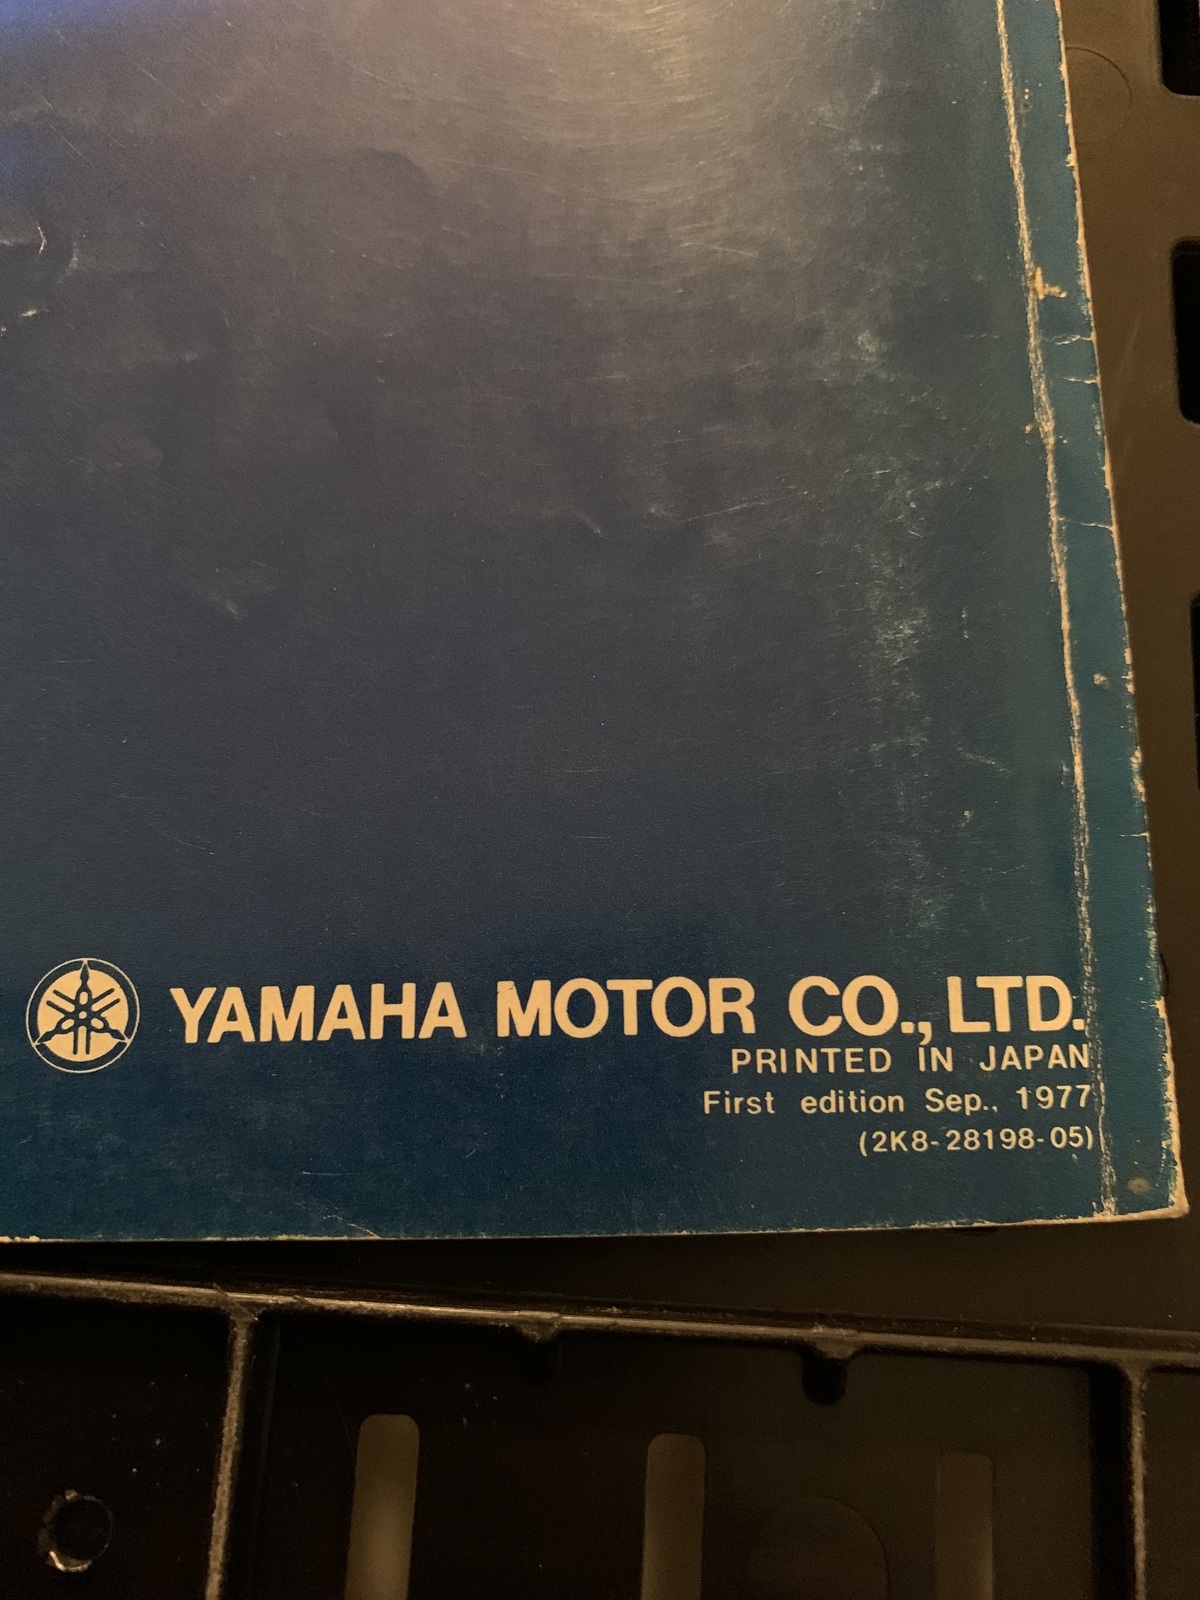 YAMAHA MOTOR CO., LTD.
PRINTED IN JAPAN
First edition Sep., 1977
(2K8-28198-05)